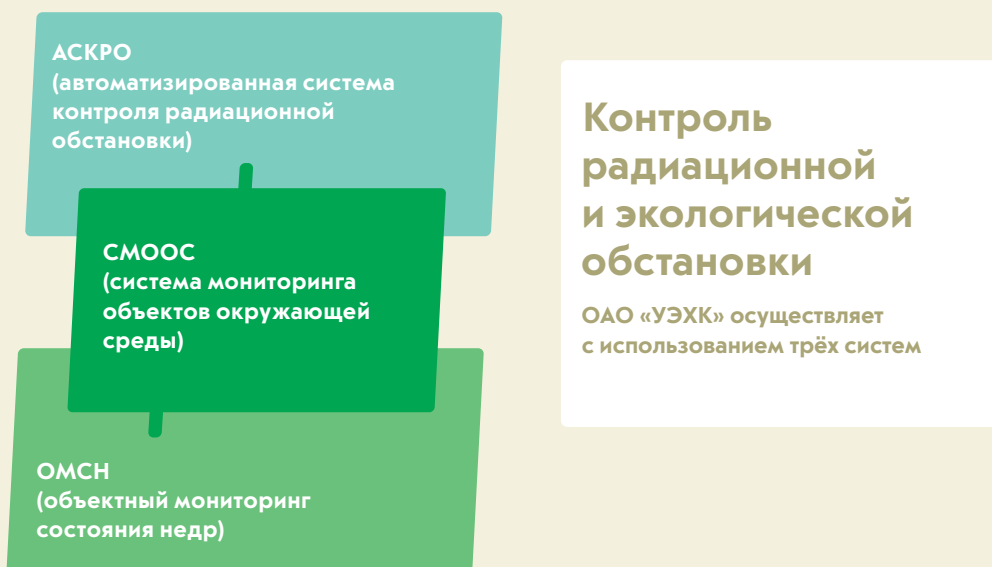 АСКРО
(автоматизированная система
контроля радиационной
обстановки)
СМООС
(система мониторинга
объектов окружающей
среды)
ОМСН
(объектный мониторинг
состояния недр)
Контроль
радиационной
и экологической
обстановки
ОАО «УЭХК» осуществляет
с использованием трёх систем